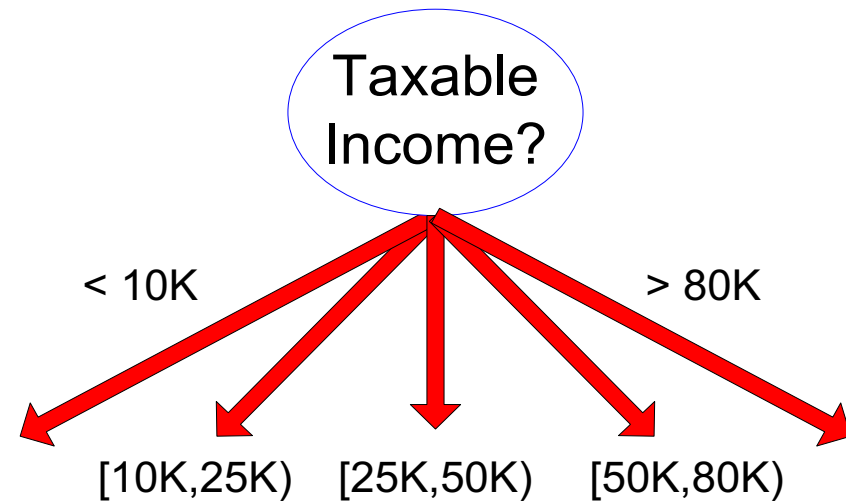 Taxable
Income?
< 10K
> 80K
[10K,25K)
[25K,50K)
[50K,80K)